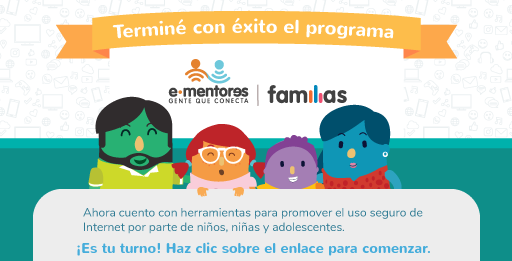 Terminé con éxito el programa
e-mentores
GENTE QUE CONECTA
familias
Ahora cuento con herramientas para promover el uso seguro de
Internet por parte de niños, niñas y adolescentes.
¡Es tu turno! Haz clic sobre el enlace para comenzar.